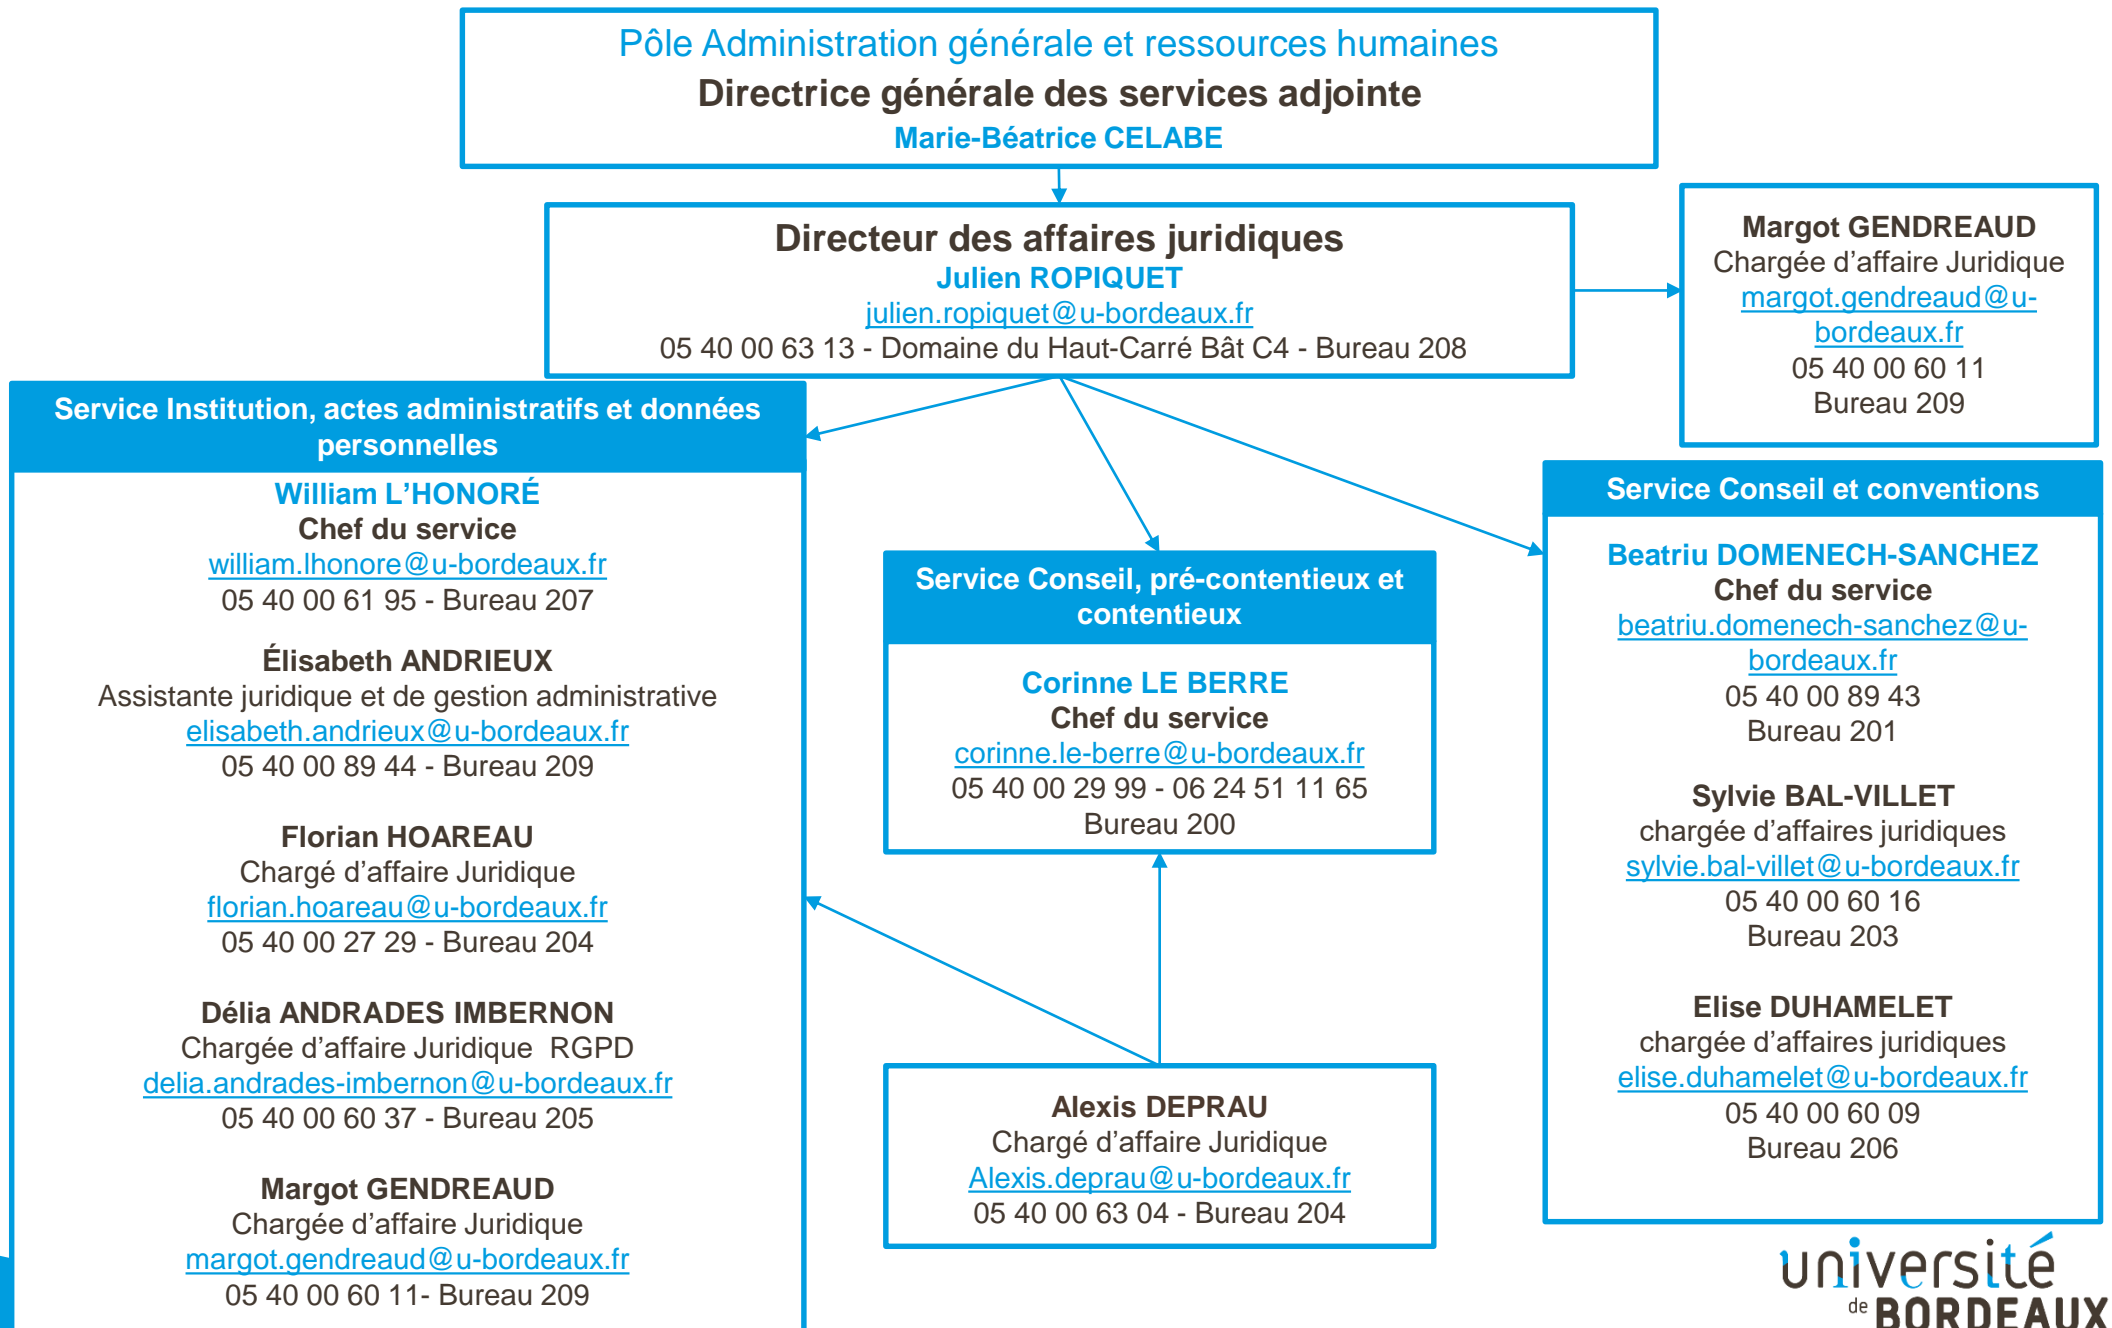 Pôle Administration générale et ressources humaines
Directrice générale des services adjointe
Marie-Béatrice CELABE
Directeur des affaires juridiques
Julien ROPIQUET
julien.ropiquet@u-bordeaux.fr
05 40 00 63 13 - Domaine du Haut-Carré Bât C4 - Bureau 208
Margot GENDREAUD
Chargée d’affaire Juridique
margot.gendreaud@u-
bordeaux.fr
05 40 00 60 11
Bureau 209
Service Institution, actes administratifs et données
personnelles
William L’HONORÉ
Chef du service
william.lhonore@u-bordeaux.fr
05 40 00 61 95 - Bureau 207
Élisabeth ANDRIEUX
Assistante juridique et de gestion administrative
elisabeth.andrieux@u-bordeaux.fr
05 40 00 89 44 - Bureau 209
Florian HOAREAU
Chargé d’affaire Juridique
florian.hoareau@u-bordeaux.fr
05 40 00 27 29 - Bureau 204
Délia ANDRADES IMBERNON
Chargée d’affaire Juridique  RGPD
delia.andrades-imbernon@u-bordeaux.fr
05 40 00 60 37 - Bureau 205
Margot GENDREAUD
Chargée d’affaire Juridique
margot.gendreaud@u-bordeaux.fr
05 40 00 60 11- Bureau 209
Service Conseil, pré-contentieux et
contentieux
Corinne LE BERRE
Chef du service
corinne.le-berre@u-bordeaux.fr
05 40 00 29 99 - 06 24 51 11 65
Bureau 200
Alexis DEPRAU
Chargé d’affaire Juridique
Alexis.deprau@u-bordeaux.fr
05 40 00 63 04 - Bureau 204
Service Conseil et conventions
Beatriu DOMENECH-SANCHEZ
Chef du service
beatriu.domenech-sanchez@u-
bordeaux.fr
05 40 00 89 43
Bureau 201
Sylvie BAL-VILLET
chargée d’affaires juridiques
sylvie.bal-villet@u-bordeaux.fr
05 40 00 60 16
Bureau 203
Elise DUHAMELET
chargée d’affaires juridiques
elise.duhamelet@u-bordeaux.fr
05 40 00 60 09
Bureau 206
université
de BORDEAUX